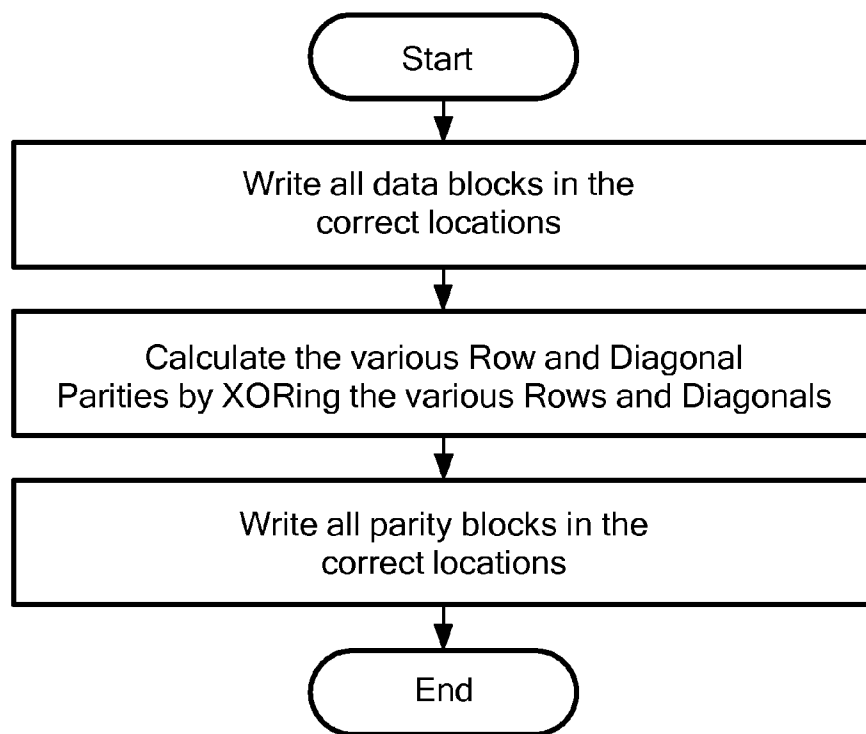 Start
Write all data blocks in the
correct locations
Calculate the various Row and Diagonal
Parities by XORing the various Rows and Diagonals
Write all parity blocks in the
correct locations
End